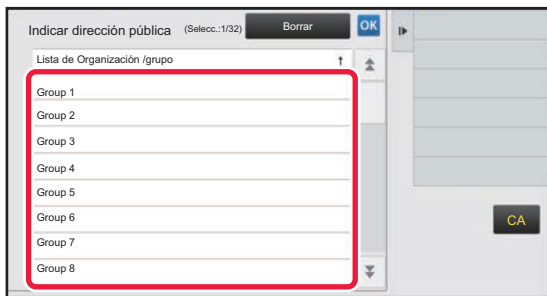 Indicar dirección pública (Selecc.:1/32) Borrar OK
Lista de Organización /grupo
Group 1
Group 2
Group 3
Group 4
Group 5
Group 6
Group 7
Group 8
CA